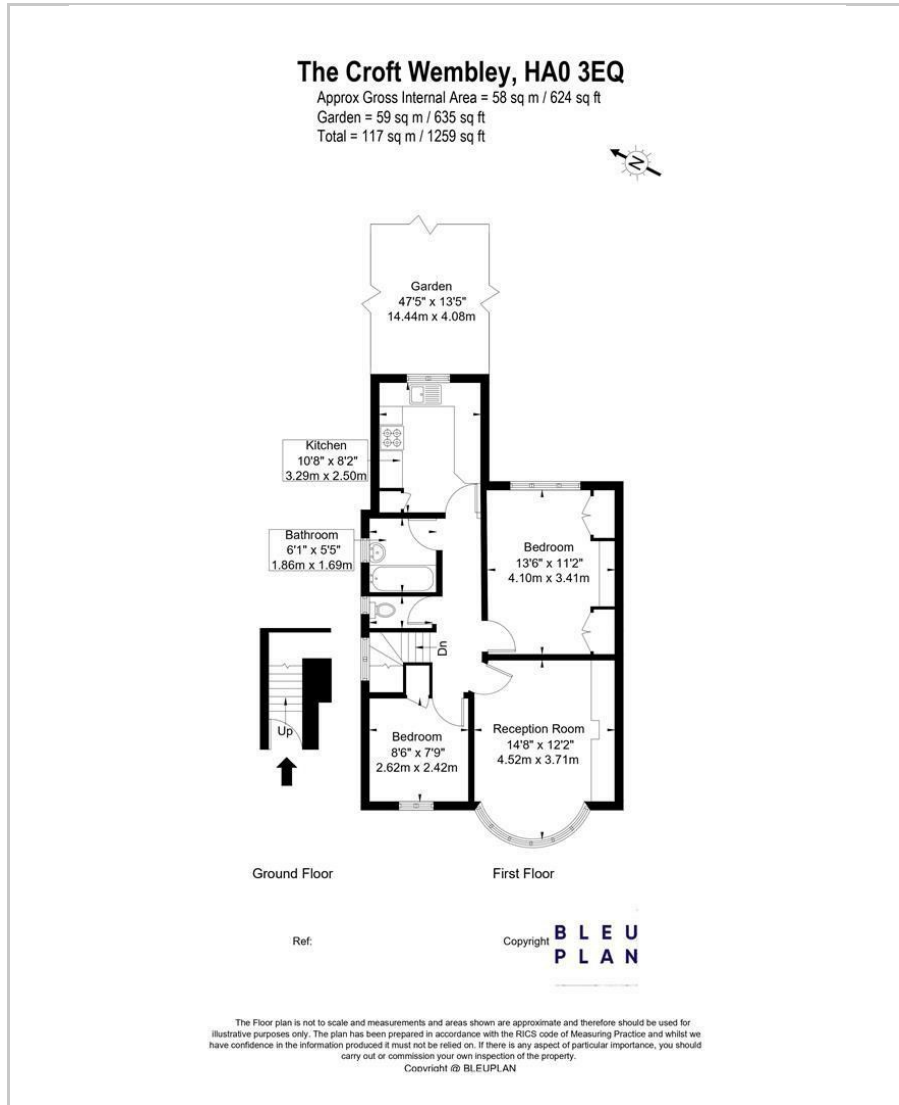 The Croft Wembley, HA0 3EQ
Approx Gross Internal Area = 58 sq m / 624 sq ft
Garden = 59 sq m / 635 sq ft
Total = 117 sq m / 1259 sq ft
N
Garden
47'5" x 13'5"
14.44m x 4.08m
Kitchen
10'8" x 8'2"
3.29m x 2.50m
Bathroom
6'1" x 5'5"
1.86m x 1.69m
Bedroom
13'6" x 11'2"
4.10m x 3.41m
Dn
Up
Bedroom
8'6" x 7'9"
2.62m x 2.42m
Reception Room
14'8" x 12'2"
4.52m x 3.71m
Ground Floor
First Floor
Ref:
Copyright
BLEU
PLAN
The Floor plan is not to scale and measurements and areas shown are approximate and therefore should be used for
illustrative purposes only. The plan has been prepared in accordance with the RICS code of Measuring Practice and whilst we
have confidence in the information produced it must not be relied on. If there is any aspect of particular importance, you should
carry out or commission your own inspection of the property.
Copyright @ BLEUPLAN